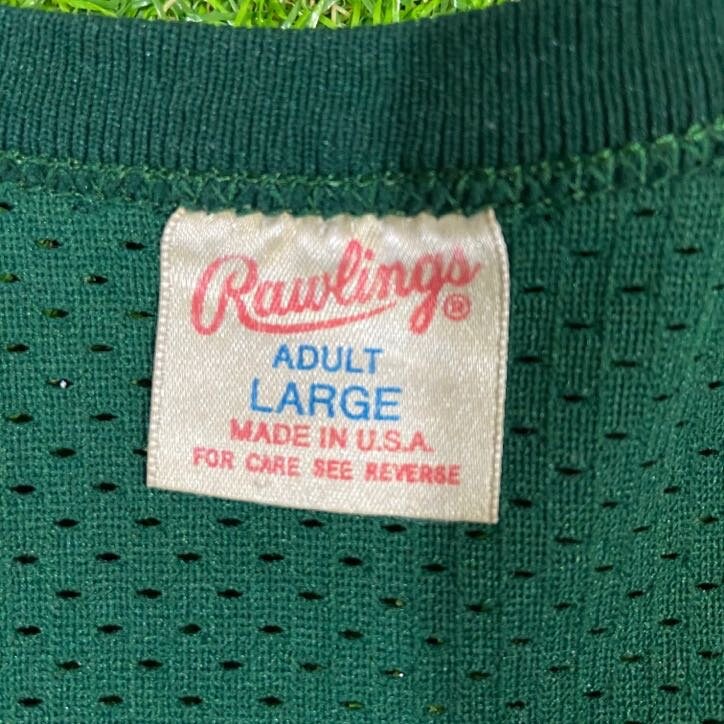 Rawlings®
ADULT
LARGE
MADE IN U.S.A.
FOR CARE SEE REVERSE